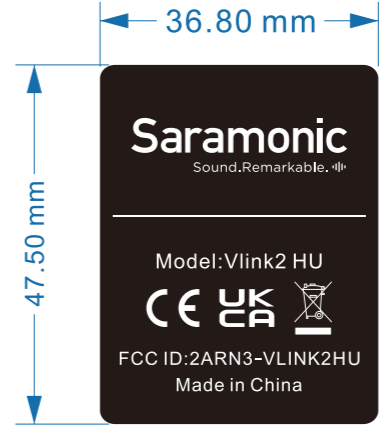 36.80 mm
47.50 mm
Saramonic
Sound.Remarkable.
Model:Vlink2 HU
CE UK CA
FCC ID:2ARN3-VLINK2HU
Made in China